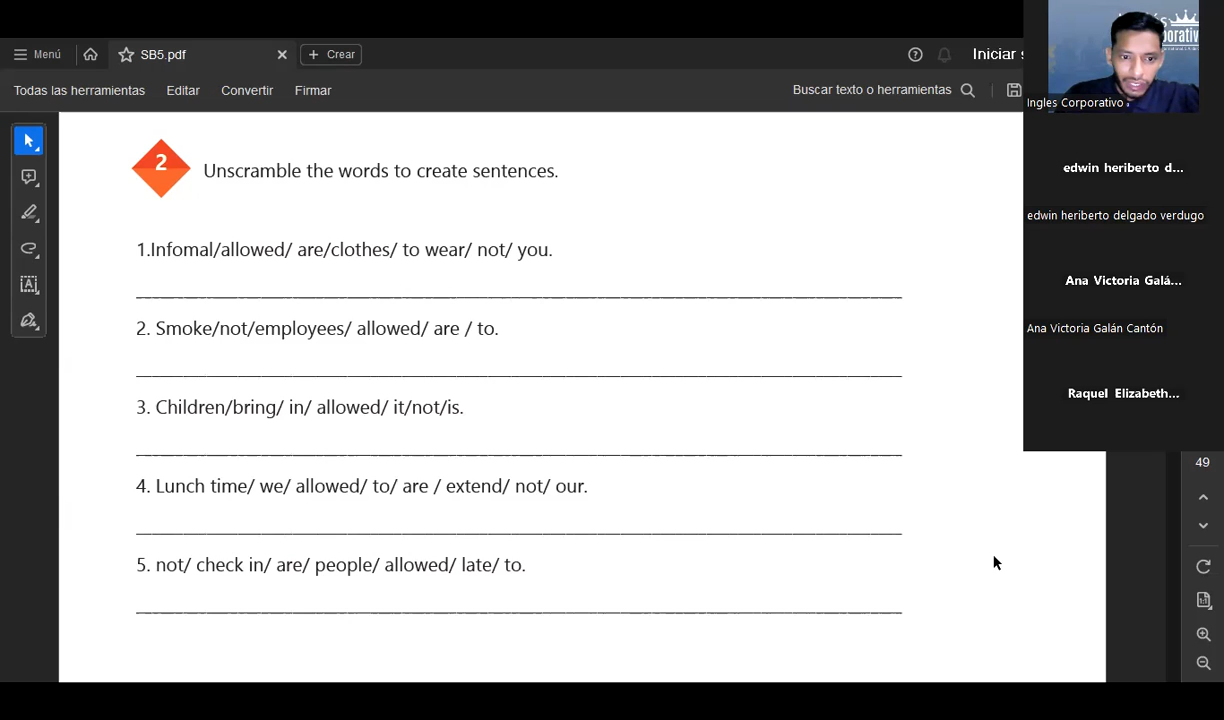 Menú
SB5.pdf
Crear
Iniciar s
Todas las herramientas
Editar
Convertir
Firmar
Buscar texto o herramientas
2
Unscramble the words to create sentences.
1.Infomal/allowed/ are/clothes/ to wear/ not/ you.
2. Smoke/not/employees/ allowed/ are / to.
3. Children/bring/ in/ allowed/ it/not/is.
4. Lunch time/ we/ allowed/ to/ are / extend/ not/ our.
5. not/ check in/ are/ people/ allowed/ late/ to.
Ingles Corporativo
edwin heriberto d...
edwin heriberto delgado verdugo
Ana Victoria Galá...
Ana Victoria Galán Cantón
Raquel Elizabeth...
49